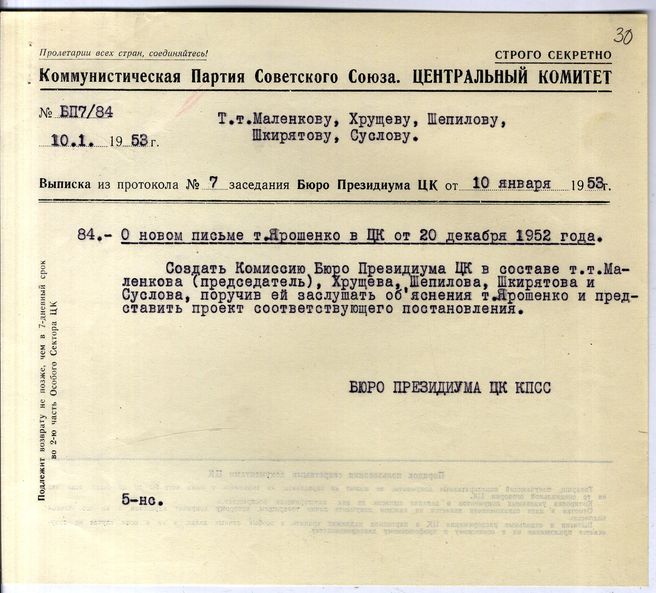 30
Пролетарии всех стран, соединяйтесь!
СТРОГО СЕКРЕТНО
Коммунистическая Партия Советского Союза. ЦЕНТРАЛЬНЫЙ КОМИТЕТ
№ БП7/84
10.1. 1953 г.
Т.т.Маленкову, Хрущеву, Шепилову,
Шкирятову, Суслову.
Выписка из протокола № 7 заседания Бюро Президиума ЦК от 10 января 1953г.
84.- О новом письме т.Ярошенко в ЦК от 20 декабря 1952 года.
Создать Комиссию Бюро Президиума ЦК в составе т.т.Ма-
ленкова (председатель), Хрущева, Шепилова, Шкирятова и
Суслова, поручив ей заслушать об'яснения т.Ярошенко и пред-
ставить проект соответствующего постановления.
БЮРО ПРЕЗИДИУМА ЦК КПСС
5-нс.
Подлежит возврату не позже, чем в 7-дневный срок
во 2-ю часть Особого Сектора ЦК